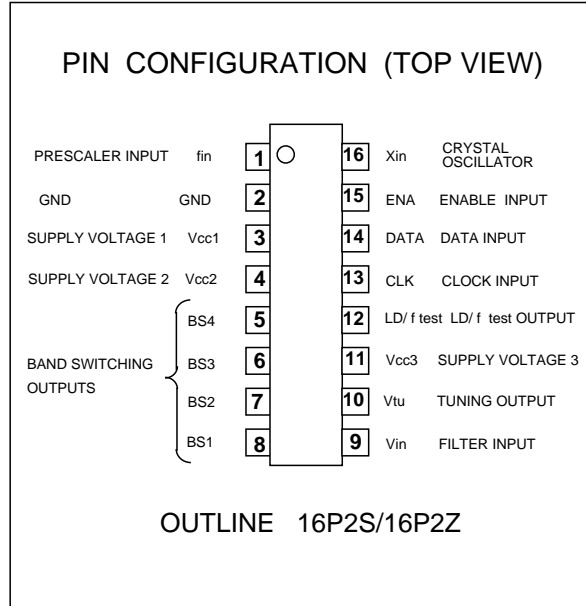 PIN CONFIGURATION (TOP VIEW)
PRESCALER INPUT fin 1 16 Xin CRYSTAL OSCILLATOR
GND GND 2 15 ENA ENABLE INPUT
SUPPLY VOLTAGE 1 Vcc1 3 14 DATA DATA INPUT
SUPPLY VOLTAGE 2 Vcc2 4 13 CLK CLOCK INPUT
BS4 5 12 LD/ f test LD/ f test OUTPUT
BAND SWITCHING OUTPUTS BS3 6 11 Vcc3 SUPPLY VOLTAGE 3
BS2 7 10 Vtu TUNING OUTPUT
BS1 8 9 Vin FILTER INPUT
OUTLINE 16P2S/16P2Z